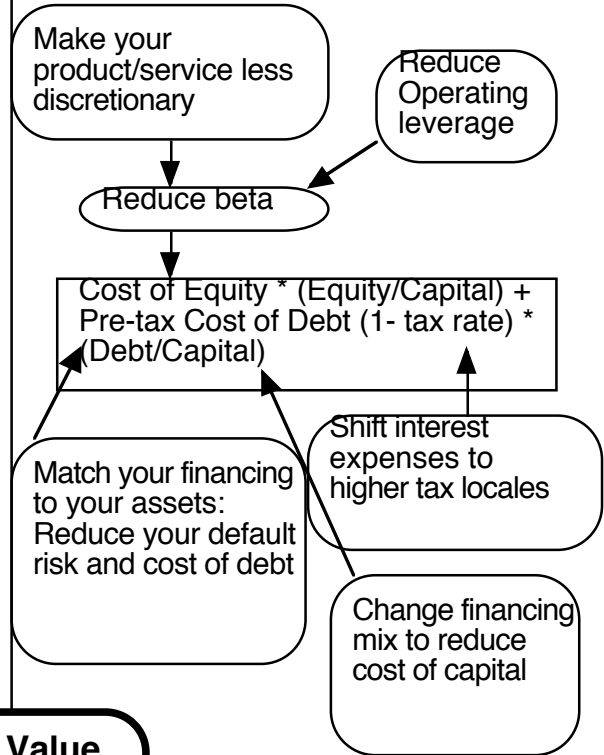 Make your
product/service less
discretionary
Reduce
Operating
leverage
Reduce beta
Cost of Equity * (Equity/Capital) +
Pre-tax Cost of Debt (1- tax rate) *
(Debt/Capital)
Shift interest
expenses to
higher tax locales
Match your financing
to your assets:
Reduce your default
risk and cost of debt
Change financing
mix to reduce
cost of capital
Value